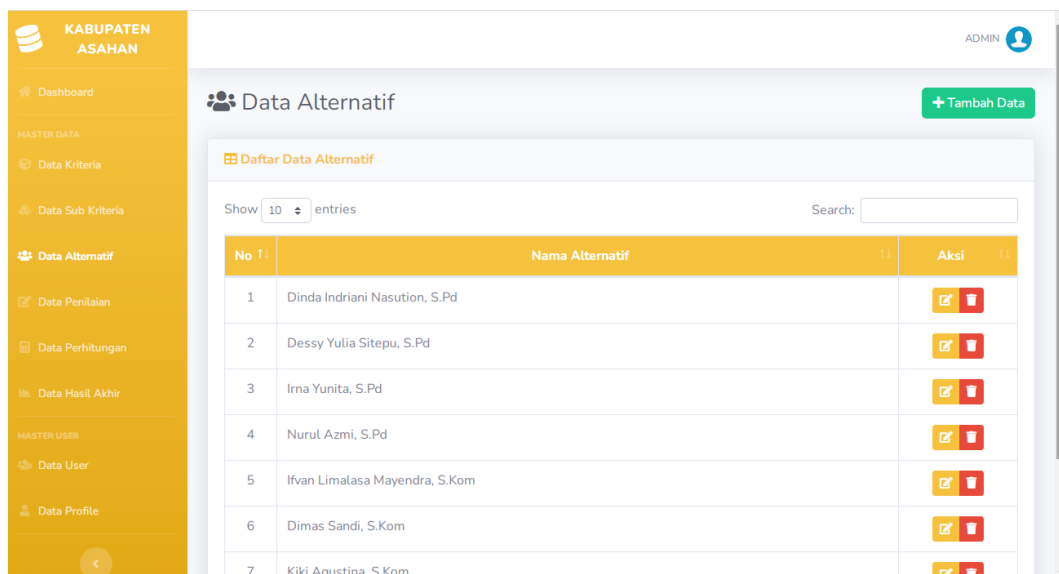 KABUPATEN
ASAHAN
ADMIN
Dashboard
MASTER DATA
Data Kriteria
Data Sub Kriteria
Data Alternatif
Data Penilaian
Data Perhitungan
Data Hasil Akhir
MASTER USER
Data User
Data Profile
Data Alternatif
Tambah Data
Daftar Data Alternatif
Show 10 entries
Search:
No Nama Alternatif Aksi
1 Dinda Indriani Nasution, S.Pd
2 Dessy Yulia Sitepu, S.Pd
3 Irna Yunita, S.Pd
4 Nurul Azmi, S.Pd
5 Ifvan Limalasa Mayendra, S.Kom
6 Dimas Sandi, S.Kom
7 Kiki Agustina, S.Kom